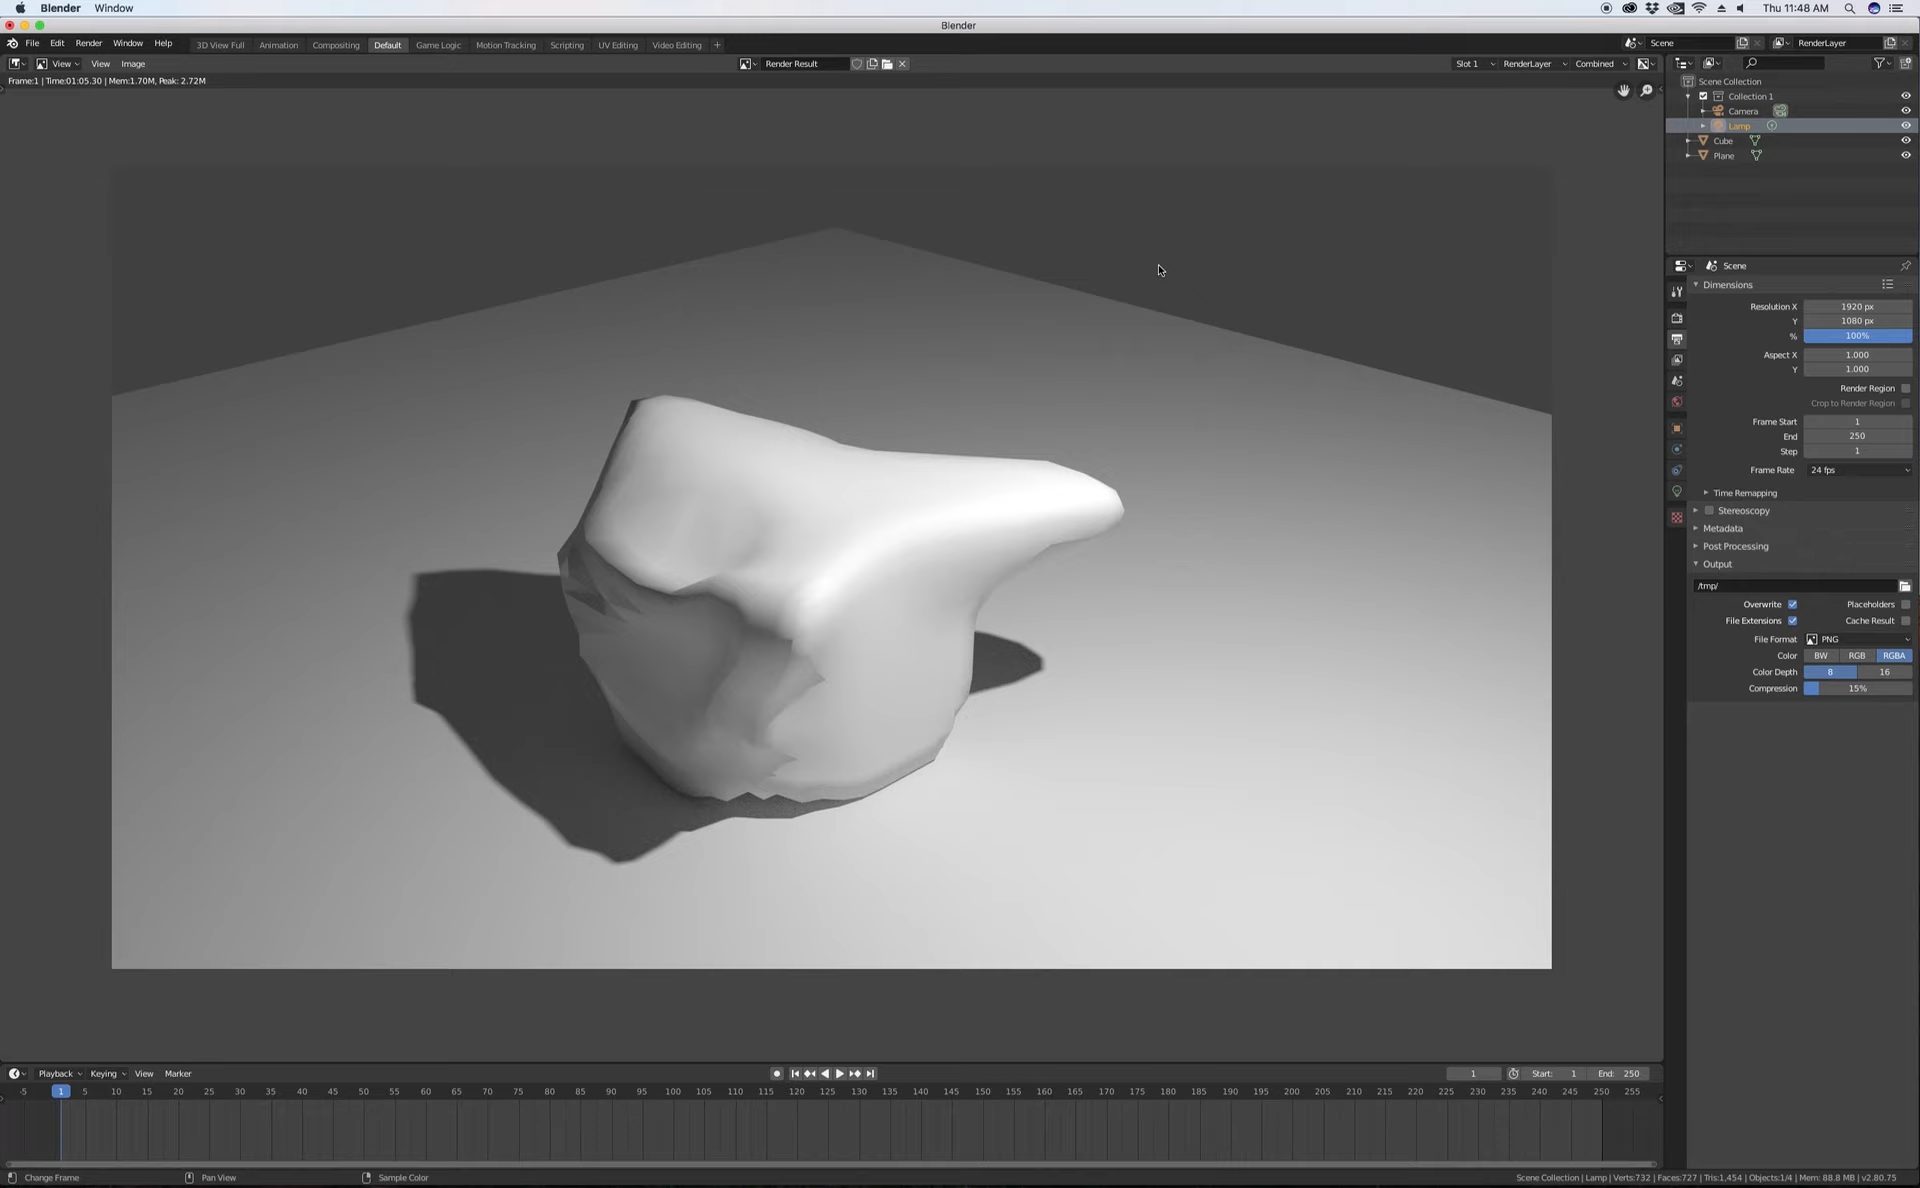 Blender Window Thu 11:48 AM
Blender
File Edit Render Window Help 3D View Full Animation Compositing Default Game Logic Motion Tracking Scripting UV Editing Video Editing + Scene RenderLayer
View View Image Render Result Slot 1 RenderLayer Combined
Frame:1 | Time:01:05.30 | Mem:1.70M, Peak: 2.72M
Scene Collection
Collection 1
Camera
Lamp
Cube
Plane
Scene
Dimensions
Resolution X 1920 px
Y 1080 px
% 100%
Aspect X 1.000
Y 1.000
Render Region
Crop to Render Region
Frame Start 1
End 250
Step 1
Frame Rate 24 fps
Time Remapping
Stereoscopy
Metadata
Post Processing
Output
/tmp/
Overwrite Placeholders
File Extensions Cache Result
File Format PNG
Color BW RGB RGBA
Color Depth 8 16
Compression 15%
Playback Keying View Marker 1 Start: 1 End: 250
-5 1 5 10 15 20 25 30 35 40 45 50 55 60 65 70 75 80 85 90 95 100 105 110 115 120 125 130 135 140 145 150 155 160 165 170 175 180 185 190 195 200 205 210 215 220 225 230 235 240 245 250 255
Change Frame Pan View Sample Color Scene Collection | Lamp | Verts:732 | Faces:727 | Tris:1,454 | Objects:1/4 | Mem: 88.8 MB | v2.80.75